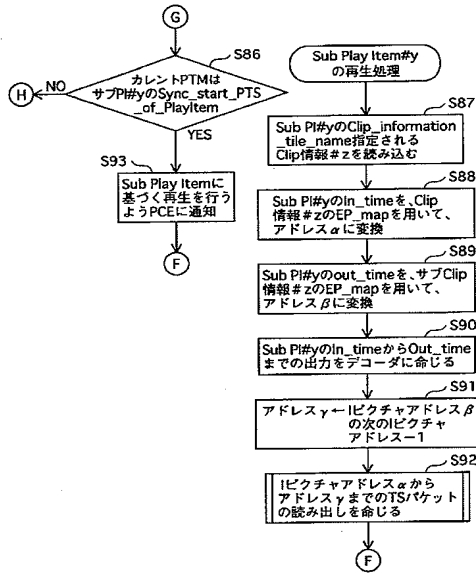 G
S86
カレントPTMは
サブPI#yのSync_start_PTS
_of_PlayItem
NO
H
YES
S93
Sub Play Itemに
基づく再生を行う
ようPCEに通知
F
Sub Play Item#y
の再生処理
S87
Sub PI#yのClip_information
_tile_name指定される
Clip情報#zを読み込む
S88
Sub PI#yのIn_timeを、Clip
情報#zのEP_mapを用いて、
アドレスαに変換
S89
Sub PI#yのout_timeを、サブClip
情報#zのEP_mapを用いて、
アドレスβに変換
S90
Sub PI#yのIn_timeからOut_time
までの出力をデコーダに命じる
S91
アドレスγ←Iピクチャアドレスβ
の次のIピクチャ
アドレスー1
S92
IピクチャアドレスαからI
アドレスγまでのTSパケット
の読み出しを命じる
F